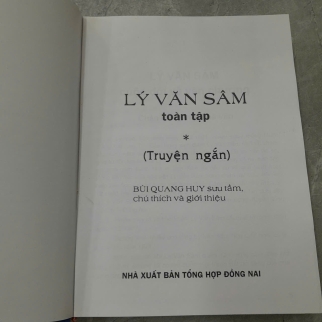 LÝ VĂN SÂM
toàn tập
*
(Truyện ngắn)
BÙI QUANG HUY sưu tầm,
chú thích và giới thiệu
NHÀ XUẤT BẢN TỔNG HỢP ĐỒNG NAI